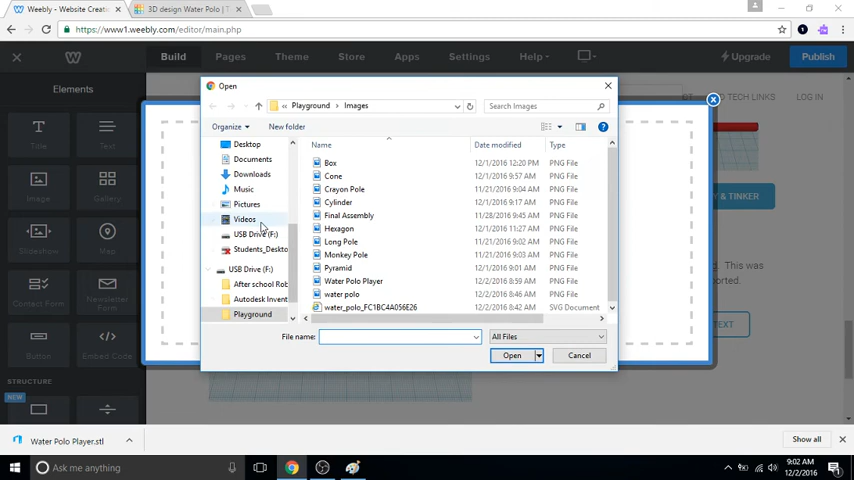 Weebly - Website Creatio
3D design Water Polo | T
https://www1.weebly.com/editor/main.php
Build
Pages
Theme
Store
Apps
Settings
Help
Upgrade
Publish
Elements
Title
Text
Image
Gallery
Slideshow
Map
Contact Form
Newsletter
Form
Button
Embed Code
STRUCTURE
NEW
D TECH LINKS
LOG IN
& TINKER
d. This was
TEXT
Open
« Playground › Images
Search Images
Organize
New folder
Desktop
Documents
Downloads
Music
Pictures
Videos
USB Drive (F:)
Students_Deskto
USB Drive (F:)
After school Rob
Autodesk Invent
Playground
Name Date modified Type
Box 12/1/2016 12:20 PM PNG File
Cone 12/1/2016 9:57 AM PNG File
Crayon Pole 11/21/2016 9:04 AM PNG File
Cylinder 12/1/2016 9:02 AM PNG File
Final Assembly 11/28/2016 9:45 AM PNG File
Hexagon 12/1/2016 9:02 AM PNG File
Long Pole 11/21/2016 9:02 AM PNG File
Monkey Pole 11/21/2016 9:03 AM PNG File
Pyramid 12/1/2016 9:01 AM PNG File
Water Polo Player 12/2/2016 9:02 AM PNG File
water polo 12/2/2016 8:46 AM PNG File
water_polo_FC1BC4A056E26 12/2/2016 8:42 AM SVG Document
File name:
All Files
Open
Cancel
Water Polo Player.stl
Show all
Ask me anything
9:02 AM
12/2/2016